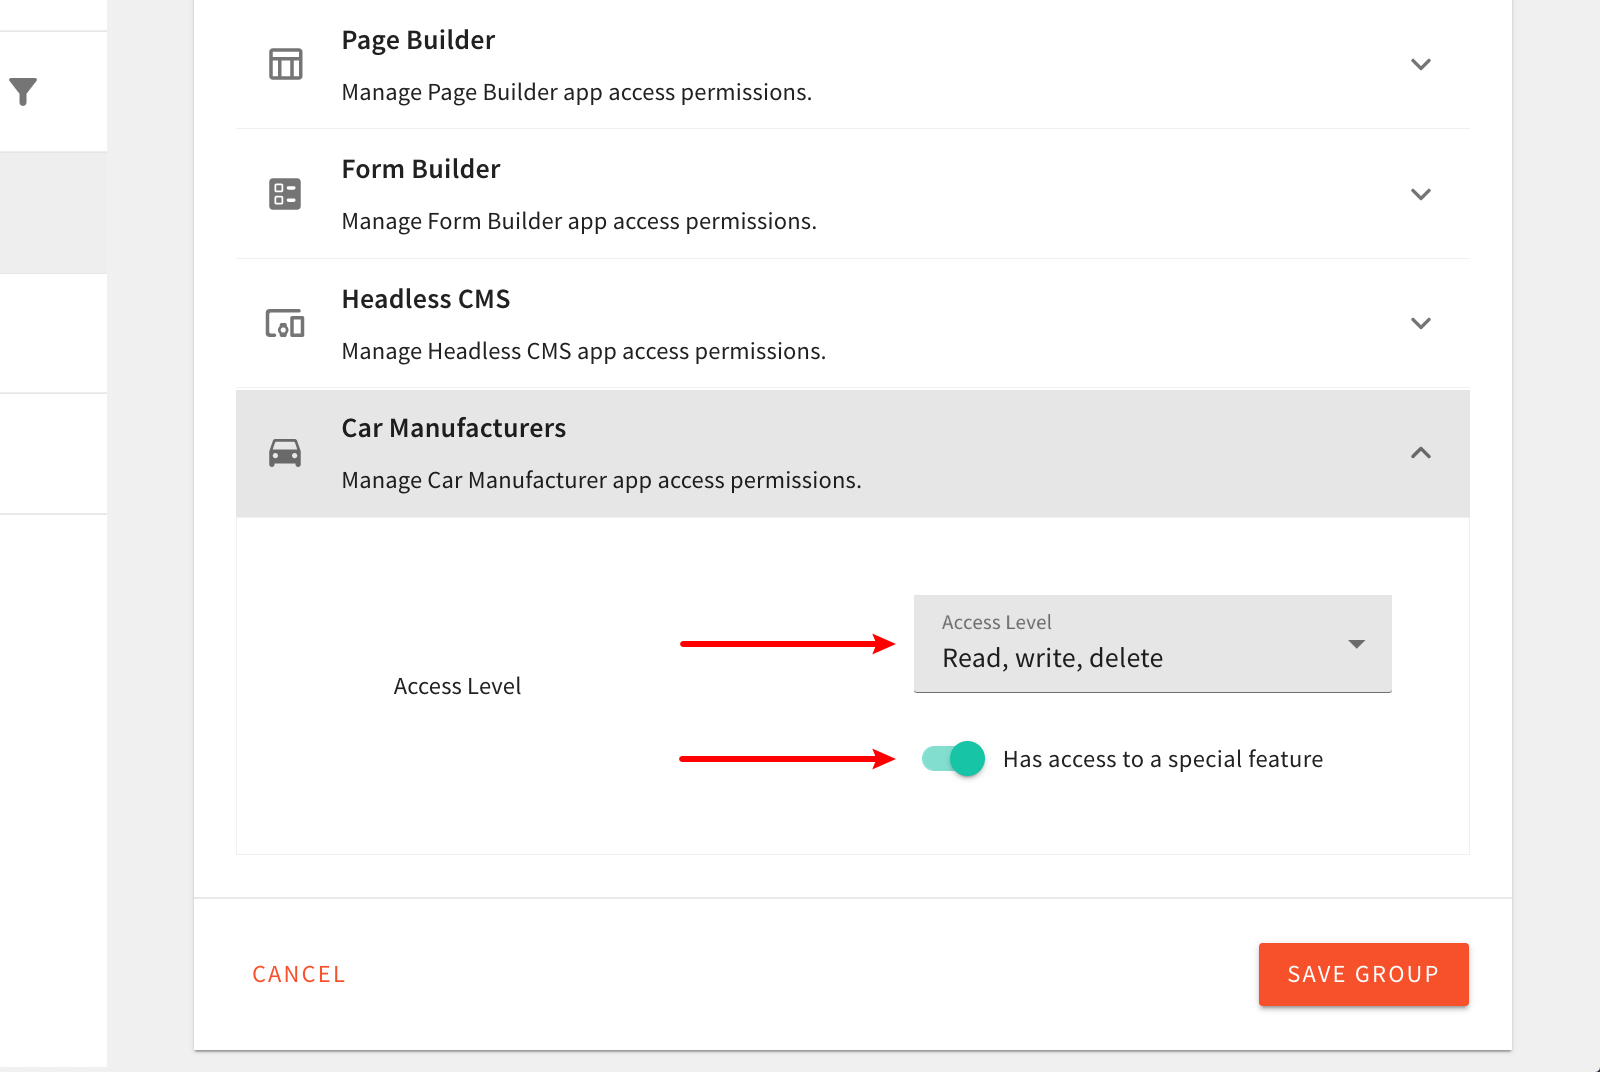 Page Builder
Manage Page Builder app access permissions.
Form Builder
Manage Form Builder app access permissions.
Headless CMS
Manage Headless CMS app access permissions.
Car Manufacturers
Manage Car Manufacturer app access permissions.
Access Level
Access Level
Read, write, delete
Has access to a special feature
CANCEL
SAVE GROUP